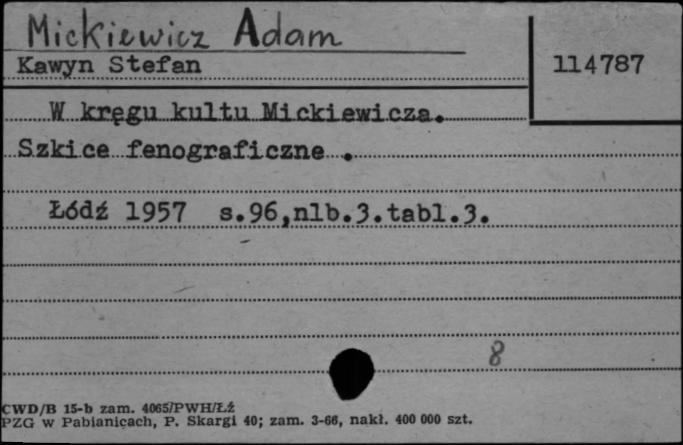 Mickiewicz Adam
Kawyn Stefan
114787
W kręgu kultu Mickiewicza.
Szkice fenograficzne .
Łódź 1957 s.96,nlb.3.tabl.3.
8
CWD/B 15-b zam. 4065/PWH/ŁŹ
PZG w Pabianicach, P. Skargi 40; zam. 3-66, nakł. 400 000 szt.